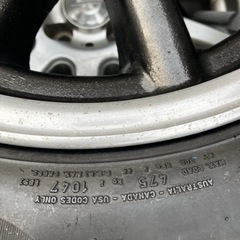 AUSTRALIA - CANADA - USA CODES ONLY
MAX. LOAD 475 KG 1047 LBS